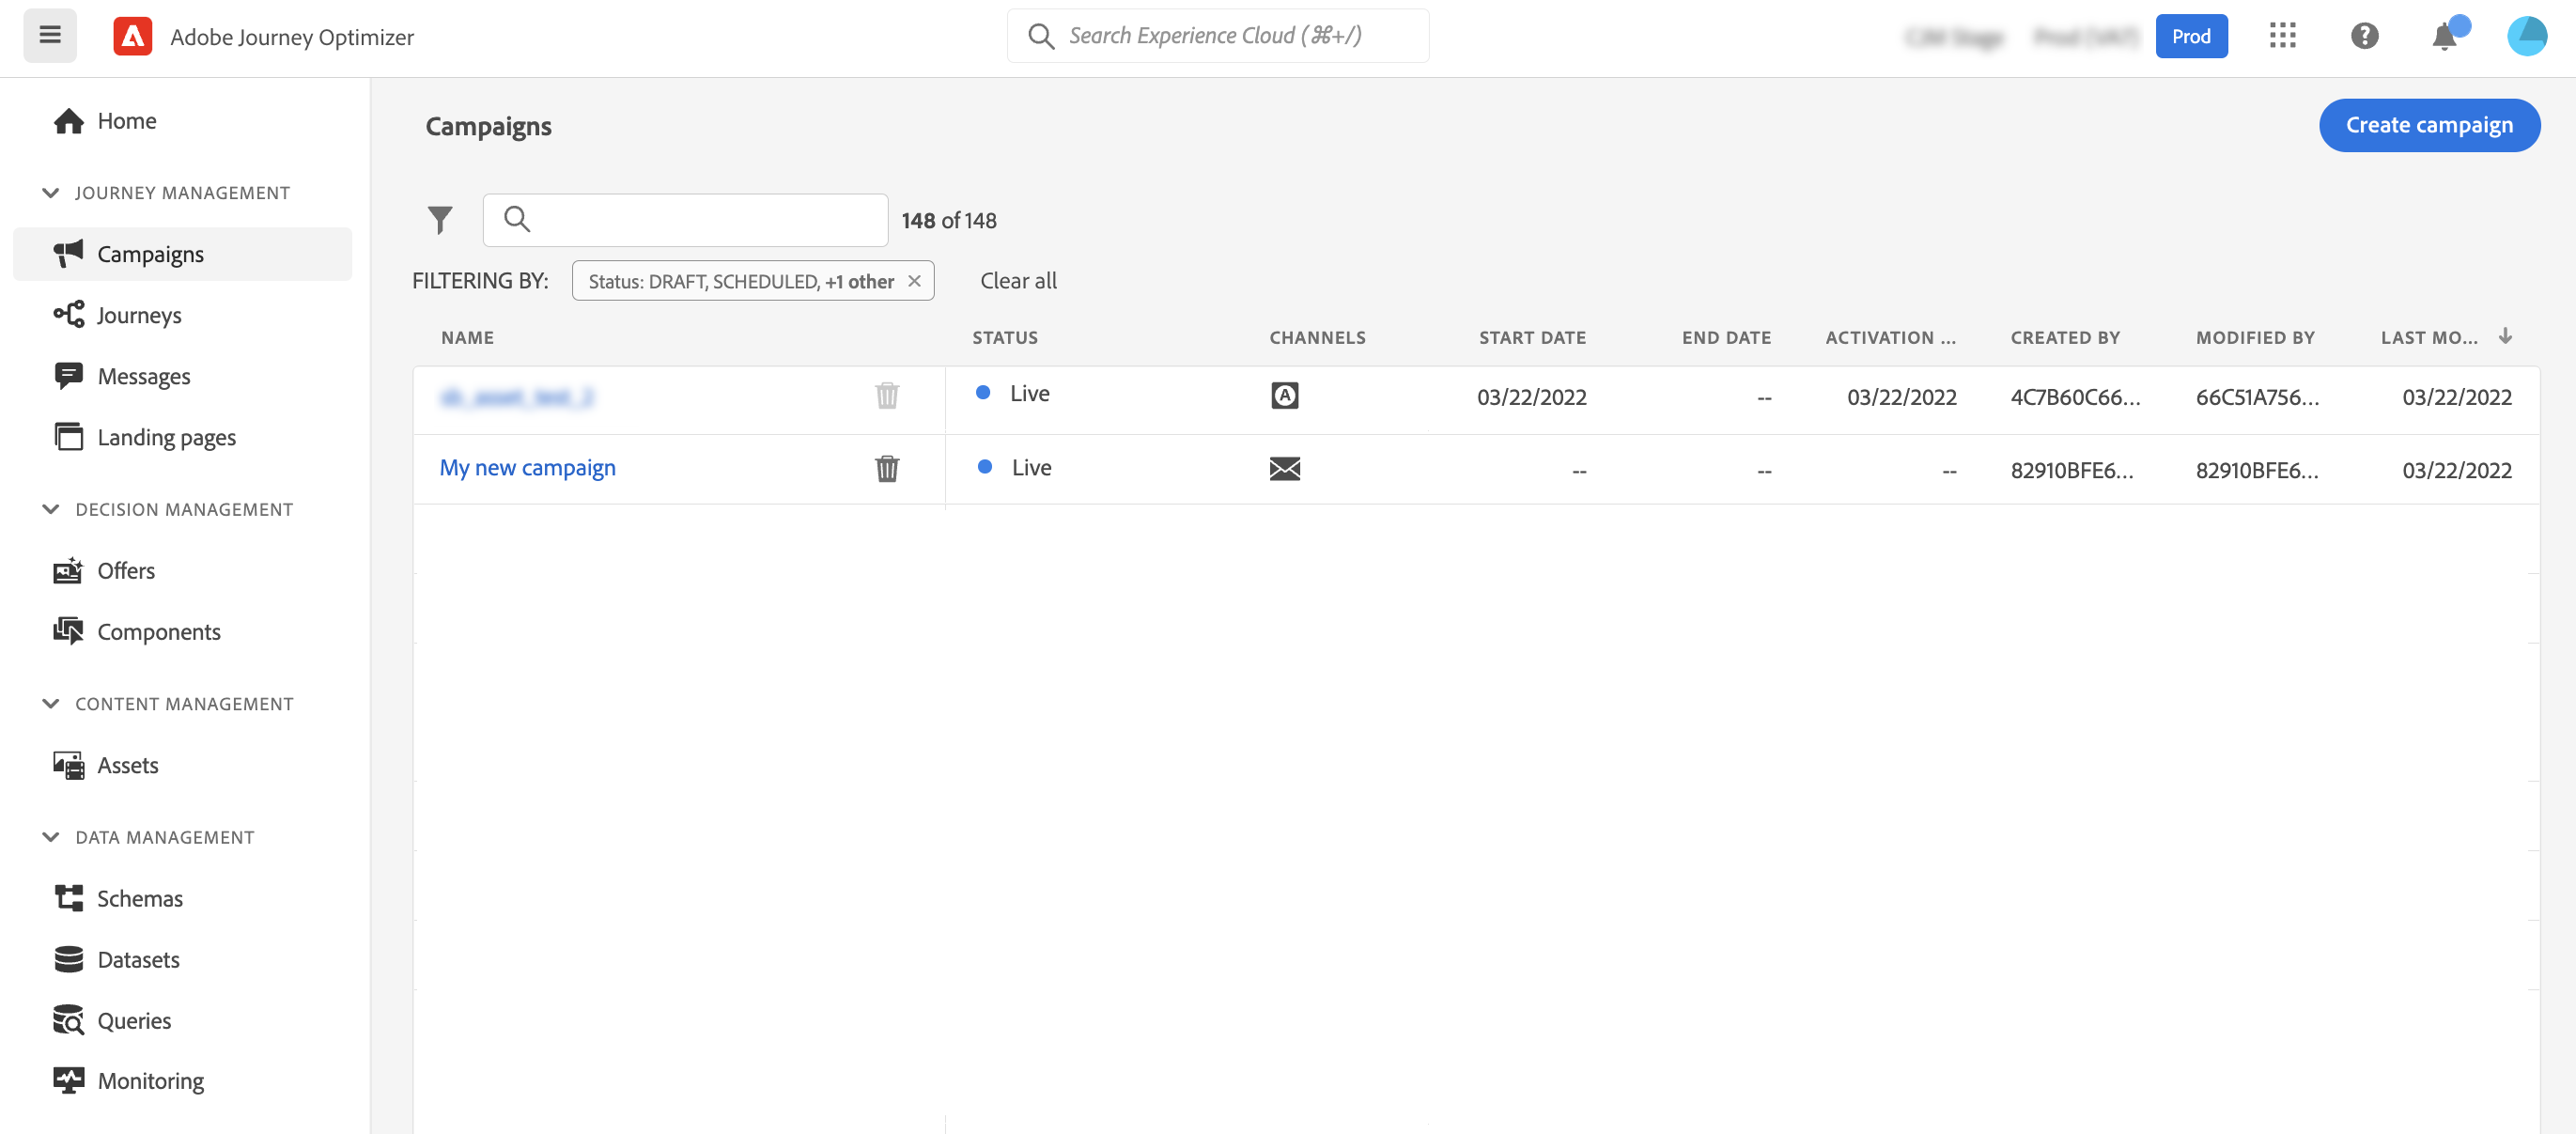 Adobe Journey Optimizer
Search Experience Cloud (⌘+/)
Prod
Home
JOURNEY MANAGEMENT
Campaigns
Journeys
Messages
Landing pages
DECISION MANAGEMENT
Offers
Components
CONTENT MANAGEMENT
Assets
DATA MANAGEMENT
Schemas
Datasets
Queries
Monitoring
Campaigns
Create campaign
148 of 148
FILTERING BY: Status: DRAFT, SCHEDULED, +1 other Clear all
NAME STATUS CHANNELS START DATE END DATE ACTIVATION ... CREATED BY MODIFIED BY LAST MO...
Live 03/22/2022 -- 03/22/2022 4C7B60C66... 66C51A756... 03/22/2022
My new campaign Live -- -- -- 82910BFE6... 82910BFE6... 03/22/2022